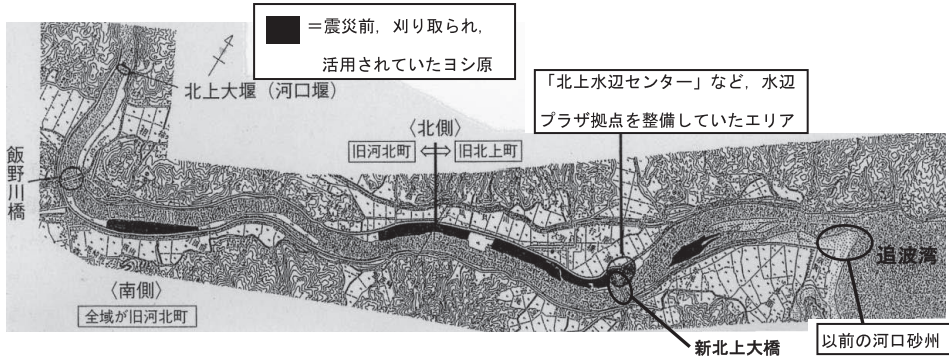 ＝震災前，刈り取られ，
活用されていたヨシ原
北上大堰（河口堰）
「北上水辺センター」など，水辺
プラザ拠点を整備していたエリア
〈北側〉
旧河北町 ⟷ 旧北上町
飯野川橋
追波湾
〈南側〉
全域が旧河北町
新北上大橋
以前の河口砂州